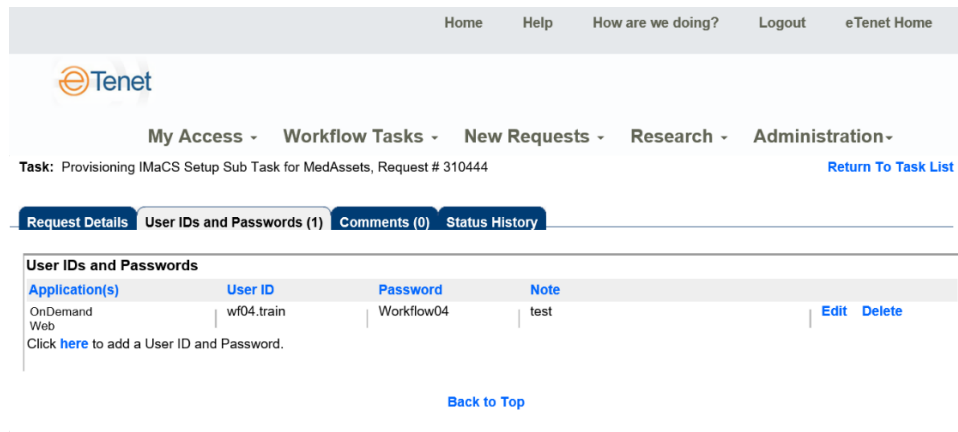 Home Help How are we doing? Logout eTenet Home
eTenet
My Access Workflow Tasks New Requests Research Administration
Task: Provisioning IMaCS Setup Sub Task for MedAssets, Request # 310444 Return To Task List
Request Details User IDs and Passwords (1) Comments (0) Status History
User IDs and Passwords
Application(s) User ID Password Note
OnDemand wf04.train Workflow04 test Edit Delete
Web
Click here to add a User ID and Password.
Back to Top